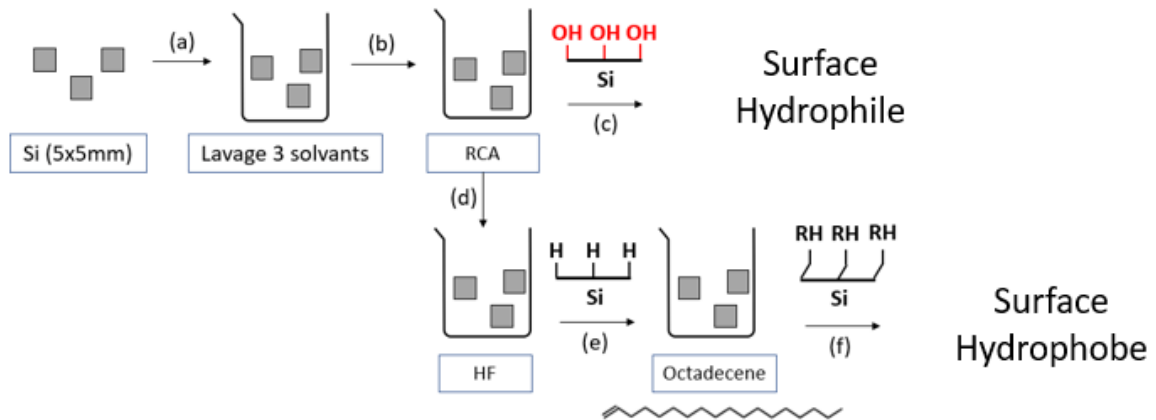 (a)
(b)
OH OH OH
Si
(c)
Surface
Hydrophile
Si (5x5mm)
Lavage 3 solvants
RCA
(d)
H H H
Si
(e)
RH RH RH
Si
(f)
Surface
Hydrophobe
HF
Octadecene